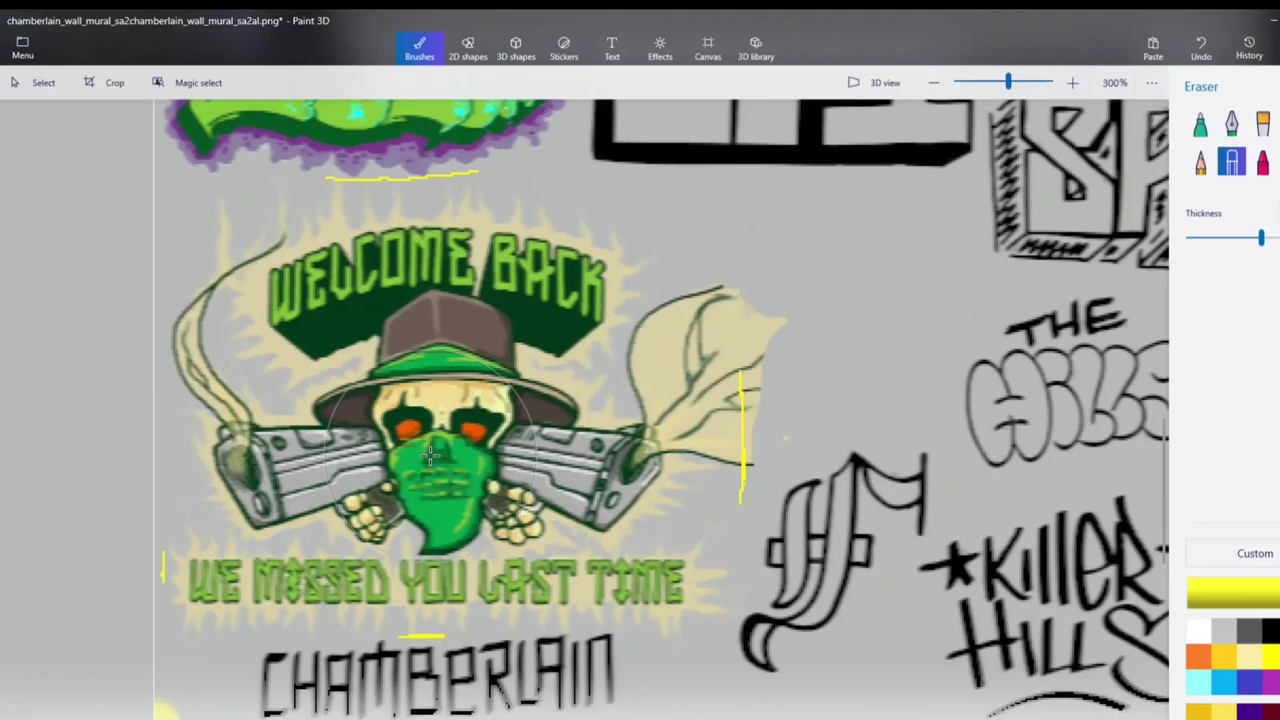 chamberlain_wall_mural_sa2chamberlain_wall_mural_sa2al.png* - Paint 3D
Menu
Brushes
2D shapes
3D shapes
Stickers
Text
Effects
Canvas
3D library
Paste
Undo
History
Select
Crop
Magic select
3D view
300%
Eraser
Thickness
Custom
WELCOME BACK
WE MISSED YOU LAST TIME
CHAMBERLAIN
THE
HILLS
KILLER
HILLS